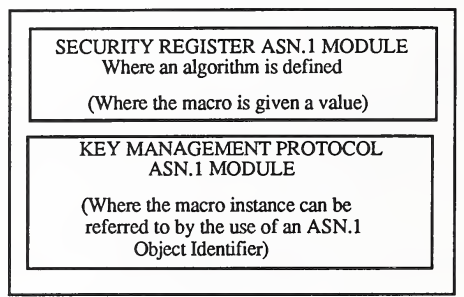 SECURITY REGISTER ASN.1 MODULE
Where an algorithm is defined
(Where the macro is given a value)
KEY MANAGEMENT PROTOCOL
ASN.1 MODULE
(Where the macro instance can be
referred to by the use of an ASN.1
Object Identifier)